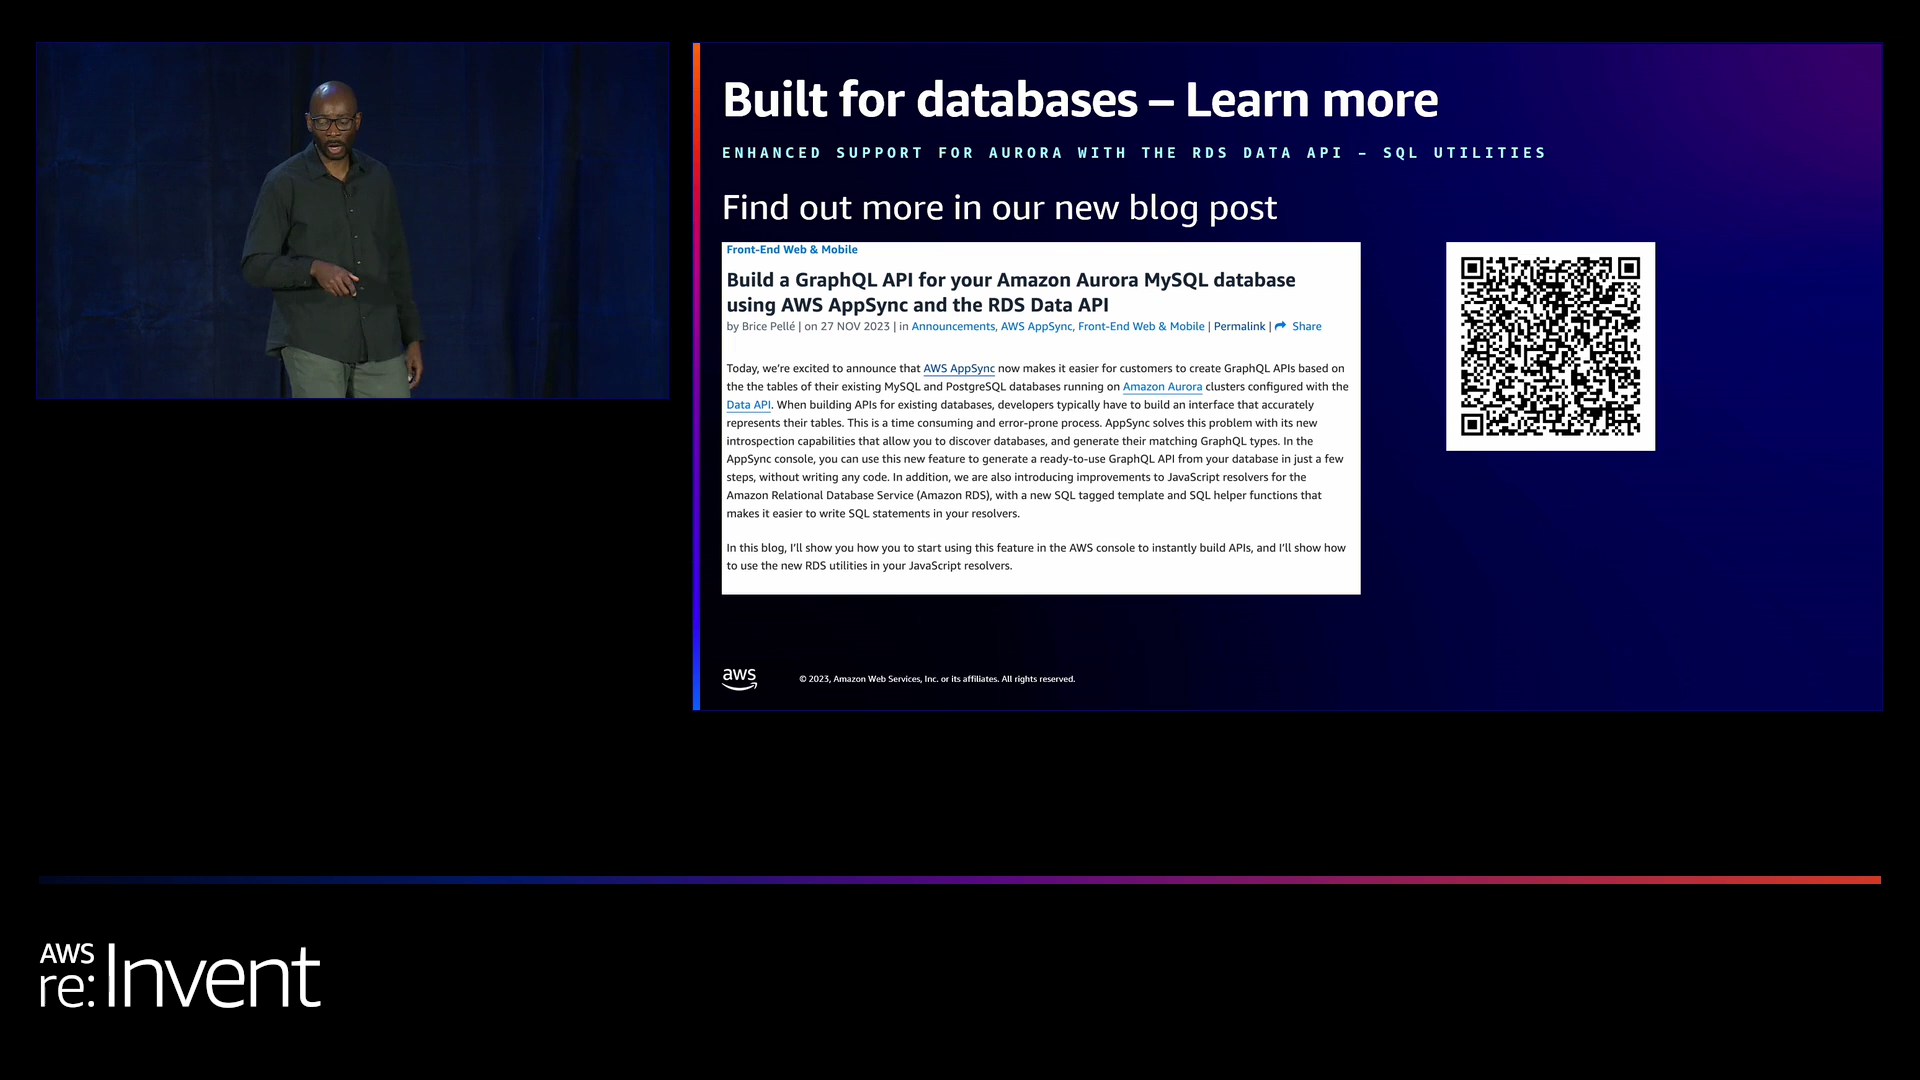 Built for databases – Learn more
ENHANCED SUPPORT FOR AURORA WITH THE RDS DATA API – SQL UTILITIES
Find out more in our new blog post
Front-End Web & Mobile
Build a GraphQL API for your Amazon Aurora MySQL database
using AWS AppSync and the RDS Data API
by Brice Pellé | on 27 NOV 2023 | in Announcements, AWS AppSync, Front-End Web & Mobile | Permalink | Share
Today, we’re excited to announce that AWS AppSync now makes it easier for customers to create GraphQL APIs based on
the the tables of their existing MySQL and PostgreSQL databases running on Amazon Aurora clusters configured with the
Data API. When building APIs for existing databases, developers typically have to build an interface that accurately
represents their tables. This is a time consuming and error-prone process. AppSync solves this problem with its new
introspection capabilities that allow you to discover databases, and generate their matching GraphQL types. In the
AppSync console, you can use this new feature to generate a ready-to-use GraphQL API from your database in just a few
steps, without writing any code. In addition, we are also introducing improvements to JavaScript resolvers for the
Amazon Relational Database Service (Amazon RDS), with a new SQL tagged template and SQL helper functions that
makes it easier to write SQL statements in your resolvers.
In this blog, I’ll show you how you to start using this feature in the AWS console to instantly build APIs, and I’ll show how
to use the new RDS utilities in your JavaScript resolvers.
aws
© 2023, Amazon Web Services, Inc. or its affiliates. All rights reserved.
AWS
re:Invent